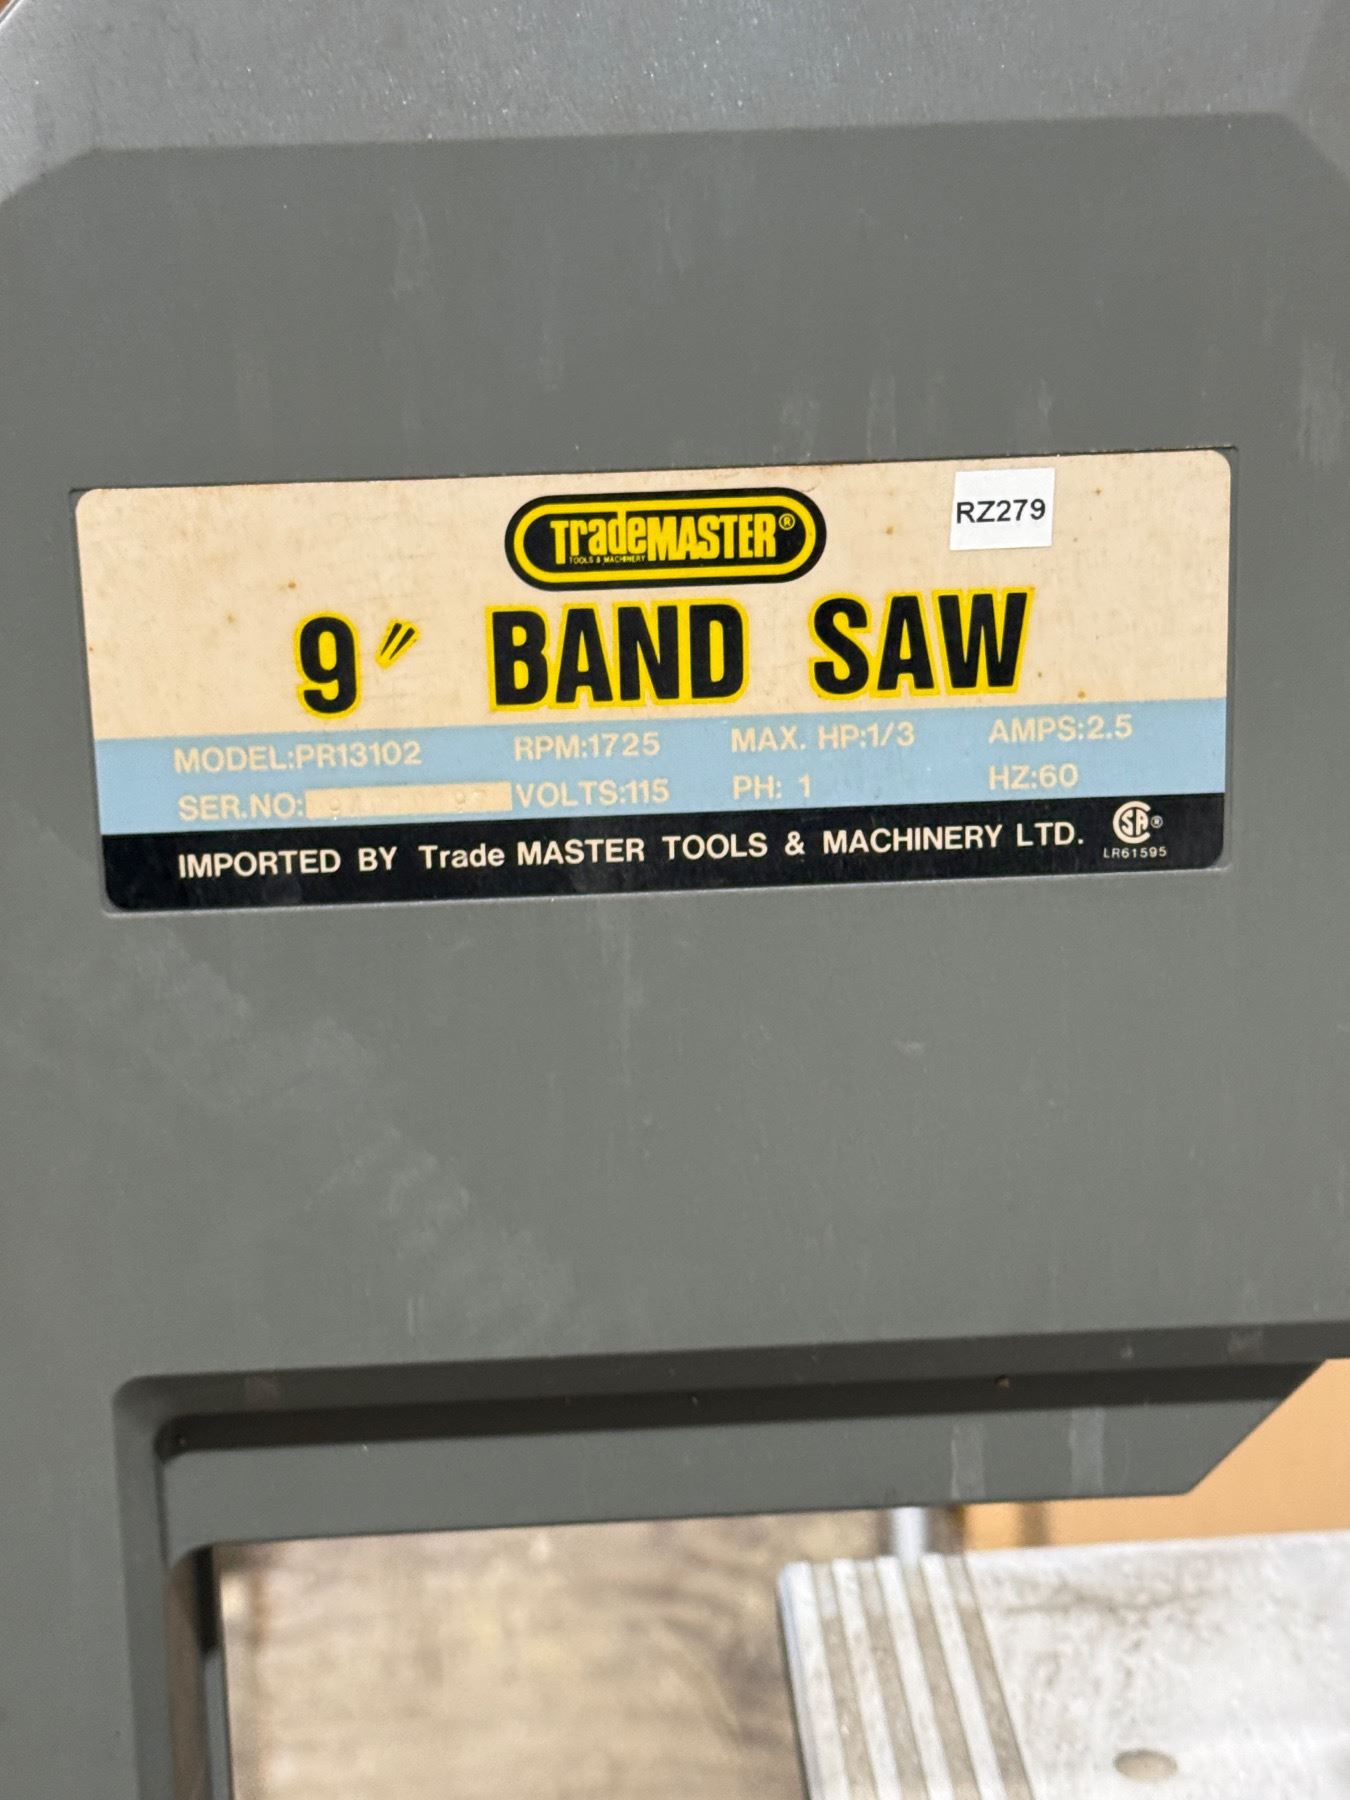 TradeMASTER®
TOOLS & MACHINERY
RZ279
9" BAND SAW
MODEL:PR13102 RPM:1725 MAX. HP:1/3 AMPS:2.5
SER.NO: VOLTS:115 PH: 1 HZ:60
IMPORTED BY Trade MASTER TOOLS & MACHINERY LTD. SA®
LR61595